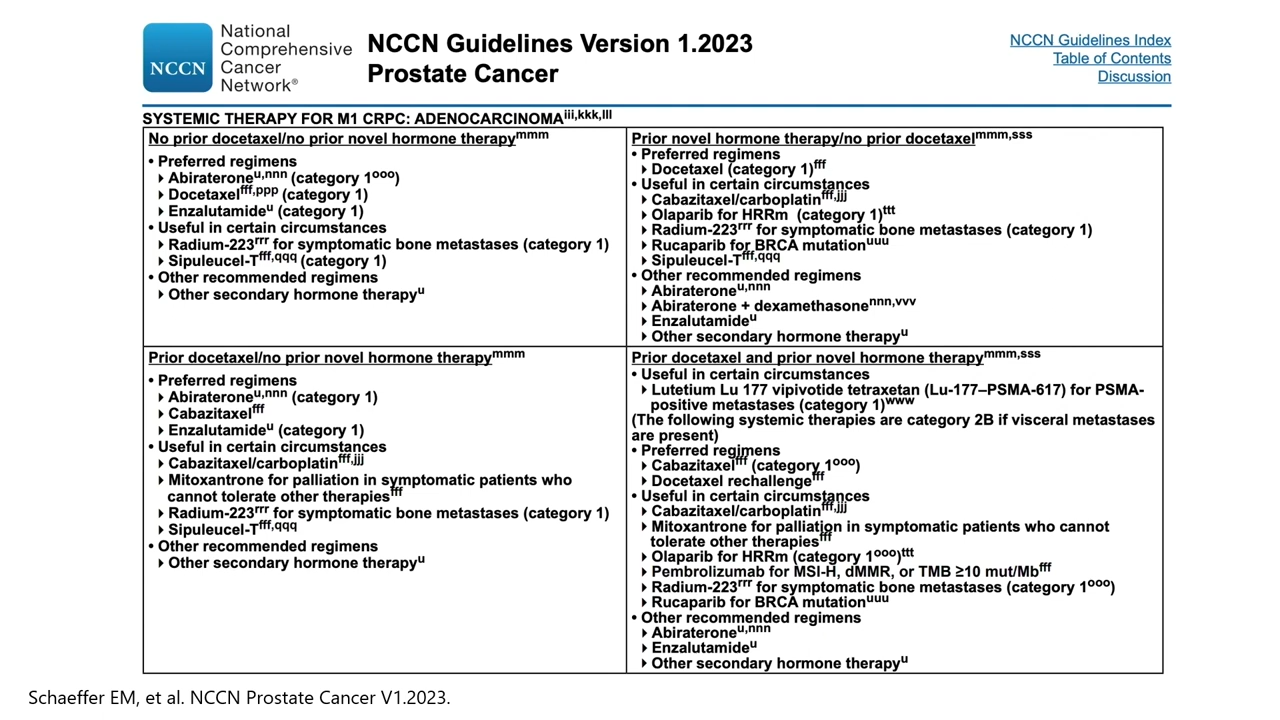 National
Comprehensive
Cancer
Network®
NCCN
NCCN Guidelines Version 1.2023
Prostate Cancer
NCCN Guidelines Index
Table of Contents
Discussion
SYSTEMIC THERAPY FOR M1 CRPC: ADENOCARCINOMAiii,kkk,lll
No prior docetaxel/no prior novel hormone therapymmm
• Preferred regimens
▸ Abirateroneu,nnn (category 1ooo)
▸ Docetaxelfff,ppp (category 1)
▸ Enzalutamideu (category 1)
• Useful in certain circumstances
▸ Radium-223rrr for symptomatic bone metastases (category 1)
▸ Sipuleucel-Tfff,qqq (category 1)
• Other recommended regimens
▸ Other secondary hormone therapyu
Prior novel hormone therapy/no prior docetaxelmmm,sss
• Preferred regimens
▸ Docetaxel (category 1)fff
• Useful in certain circumstances
▸ Cabazitaxel/carboplatinfff,jjj
▸ Olaparib for HRRm (category 1)ttt
▸ Radium-223rrr for symptomatic bone metastases (category 1)
▸ Rucaparib for BRCA mutationuuu
▸ Sipuleucel-Tfff,qqq
• Other recommended regimens
▸ Abirateroneu,nnn
▸ Abiraterone + dexamethasonennn,vvv
▸ Enzalutamideu
▸ Other secondary hormone therapyu
Prior docetaxel/no prior novel hormone therapymmm
• Preferred regimens
▸ Abirateroneu,nnn (category 1)
▸ Cabazitaxelfff
▸ Enzalutamideu (category 1)
• Useful in certain circumstances
▸ Cabazitaxel/carboplatinfff,jjj
▸ Mitoxantrone for palliation in symptomatic patients who
cannot tolerate other therapiesfff
▸ Radium-223rrr for symptomatic bone metastases (category 1)
▸ Sipuleucel-Tfff,qqq
• Other recommended regimens
▸ Other secondary hormone therapyu
Prior docetaxel and prior novel hormone therapymmm,sss
• Useful in certain circumstances
▸ Lutetium Lu 177 vipivotide tetraxetan (Lu-177–PSMA-617) for PSMA-
positive metastases (category 1)www
(The following systemic therapies are category 2B if visceral metastases
are present)
• Preferred regimens
▸ Cabazitaxelfff (category 1ooo)
▸ Docetaxel rechallengefff
• Useful in certain circumstances
▸ Cabazitaxel/carboplatinfff,jjj
▸ Mitoxantrone for palliation in symptomatic patients who cannot
tolerate other therapiesfff
▸ Olaparib for HRRm (category 1ooo)ttt
▸ Pembrolizumab for MSI-H, dMMR, or TMB ≥10 mut/Mbfff
▸ Radium-223rrr for symptomatic bone metastases (category 1ooo)
▸ Rucaparib for BRCA mutationuuu
• Other recommended regimens
▸ Abirateroneu,nnn
▸ Enzalutamideu
▸ Other secondary hormone therapyu
Schaeffer EM, et al. NCCN Prostate Cancer V1.2023.